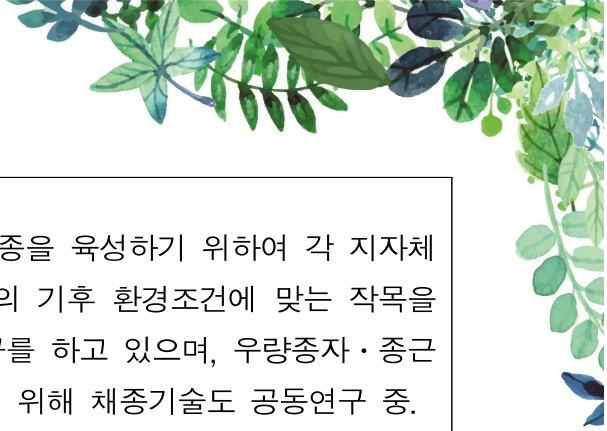 종을 육성하기 위하여 각 지자체
의 기후 환경조건에 맞는 작목을
를 하고 있으며, 우량종자·종근
위해 채종기술도 공동연구 중.